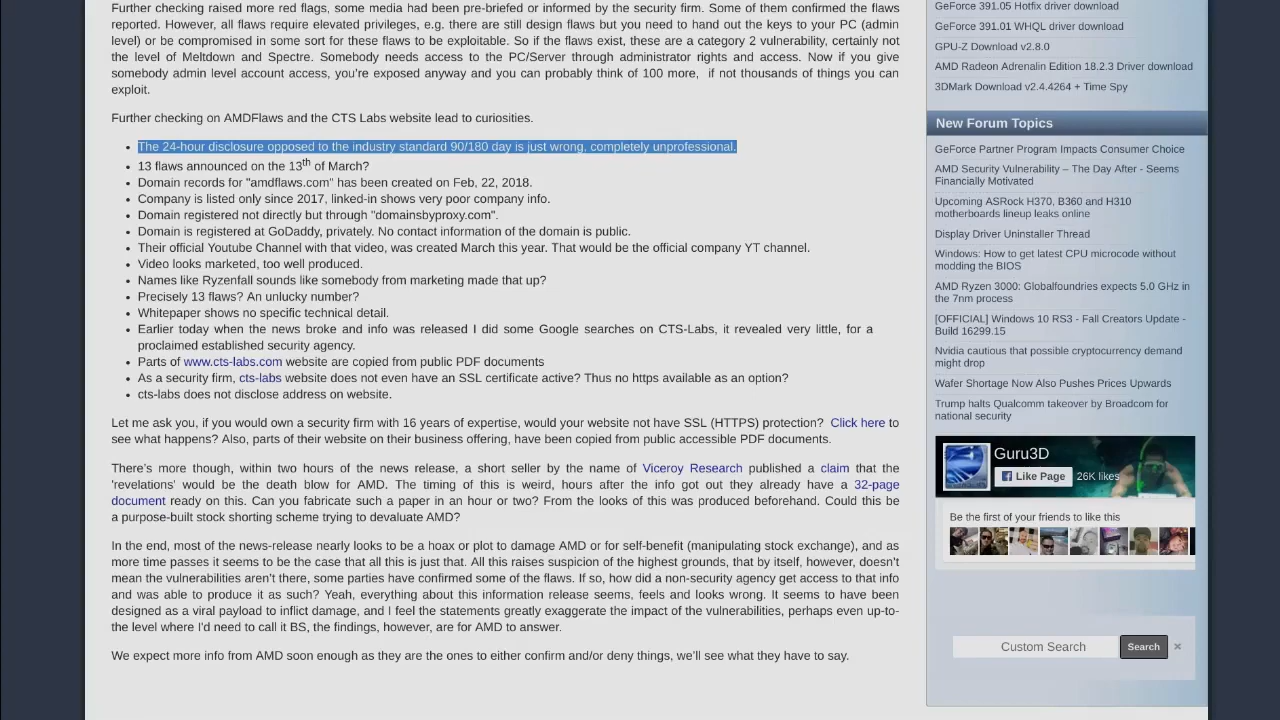 Further checking raised more red flags, some media had been pre-briefed or informed by the security firm. Some of them confirmed the flaws
reported. However, all flaws require elevated privileges, e.g. there are still design flaws but you need to hand out the keys to your PC (admin
level) or be compromised in some sort for these flaws to be exploitable. So if the flaws exist, these are a category 2 vulnerability, certainly not
the level of Meltdown and Spectre. Somebody needs access to the PC/Server through administrator rights and access. Now if you give
somebody admin level account access, you're exposed anyway and you can probably think of 100 more, if not thousands of things you can
exploit.
Further checking on AMDFlaws and the CTS Labs website lead to curiosities.
• The 24-hour disclosure opposed to the industry standard 90/180 day is just wrong, completely unprofessional.
• 13 flaws announced on the 13th of March?
• Domain records for "amdflaws.com" has been created on Feb, 22, 2018.
• Company is listed only since 2017, linked-in shows very poor company info.
• Domain registered not directly but through "domainsbyproxy.com".
• Domain is registered at GoDaddy, privately. No contact information of the domain is public.
• Their official Youtube Channel with that video, was created March this year. That would be the official company YT channel.
• Video looks marketed, too well produced.
• Names like Ryzenfall sounds like somebody from marketing made that up?
• Precisely 13 flaws? An unlucky number?
• Whitepaper shows no specific technical detail.
• Earlier today when the news broke and info was released I did some Google searches on CTS-Labs, it revealed very little, for a
proclaimed established security agency.
• Parts of www.cts-labs.com website are copied from public PDF documents
• As a security firm, cts-labs website does not even have an SSL certificate active? Thus no https available as an option?
• cts-labs does not disclose address on website.
Let me ask you, if you would own a security firm with 16 years of expertise, would your website not have SSL (HTTPS) protection? Click here to
see what happens? Also, parts of their website on their business offering, have been copied from public accessible PDF documents.
There's more though, within two hours of the news release, a short seller by the name of Viceroy Research published a claim that the
'revelations' would be the death blow for AMD. The timing of this is weird, hours after the info got out they already have a 32-page
document ready on this. Can you fabricate such a paper in an hour or two? From the looks of this was produced beforehand. Could this be
a purpose-built stock shorting scheme trying to devaluate AMD?
In the end, most of the news-release nearly looks to be a hoax or plot to damage AMD or for self-benefit (manipulating stock exchange), and as
more time passes it seems to be the case that all this is just that. All this raises suspicion of the highest grounds, that by itself, however, doesn't
mean the vulnerabilities aren't there, some parties have confirmed some of the flaws. If so, how did a non-security agency get access to that info
and was able to produce it as such? Yeah, everything about this information release seems, feels and looks wrong. It seems to have been
designed as a viral payload to inflict damage, and I feel the statements greatly exaggerate the impact of the vulnerabilities, perhaps even up-to-
the level where I'd need to call it BS, the findings, however, are for AMD to answer.
We expect more info from AMD soon enough as they are the ones to either confirm and/or deny things, we'll see what they have to say.
GeForce 391.05 Hotfix driver download
GeForce 391.01 WHQL driver download
GPU-Z Download v2.8.0
AMD Radeon Adrenalin Edition 18.2.3 Driver download
3DMark Download v2.4.4264 + Time Spy
New Forum Topics
GeForce Partner Program Impacts Consumer Choice
AMD Security Vulnerability – The Day After - Seems
Financially Motivated
Upcoming ASRock H370, B360 and H310
motherboards lineup leaks online
Display Driver Uninstaller Thread
Windows: How to get latest CPU microcode without
modding the BIOS
AMD Ryzen 3000: Globalfoundries expects 5.0 GHz in
the 7nm process
[OFFICIAL] Windows 10 RS3 - Fall Creators Update -
Build 16299.15
Nvidia cautious that possible cryptocurrency demand
might drop
Wafer Shortage Now Also Pushes Prices Upwards
Trump halts Qualcomm takeover by Broadcom for
national security
Guru3D
Like Page 26K likes
Be the first of your friends to like this
Custom Search Search ×